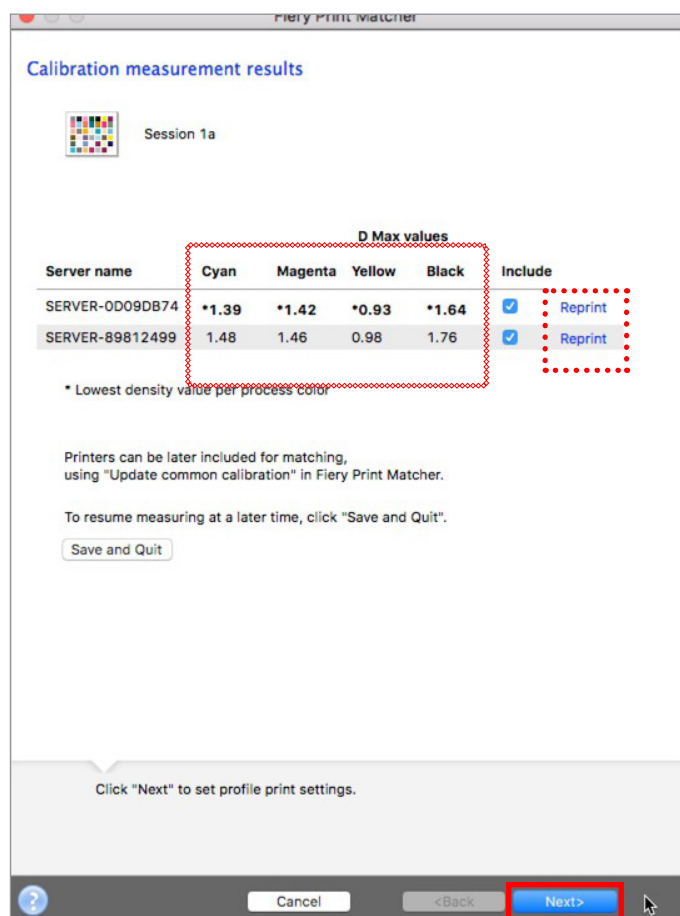 Fiery Print Matcher
Calibration measurement results
Session 1a
D Max values
Server name Cyan Magenta Yellow Black Include
SERVER-0D09DB74 *1.39 *1.42 *0.93 *1.64 Reprint
SERVER-89812499 1.48 1.46 0.98 1.76 Reprint
* Lowest density value per process color
Printers can be later included for matching,
using "Update common calibration" in Fiery Print Matcher.
To resume measuring at a later time, click "Save and Quit".
Save and Quit
Click "Next" to set profile print settings.
? Cancel <Back Next>